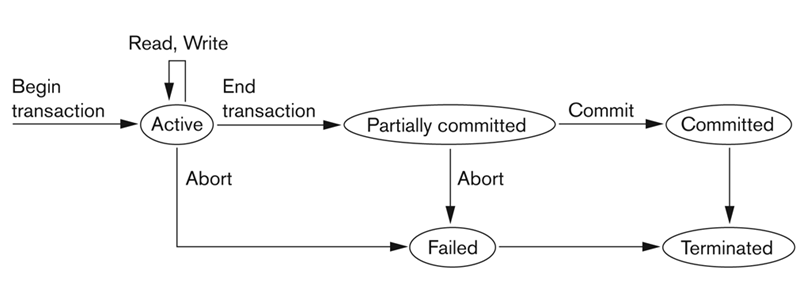 Read, Write
Begin
transaction
End
transaction
Active
Partially committed
Commit
Committed
Abort
Abort
Failed
Terminated